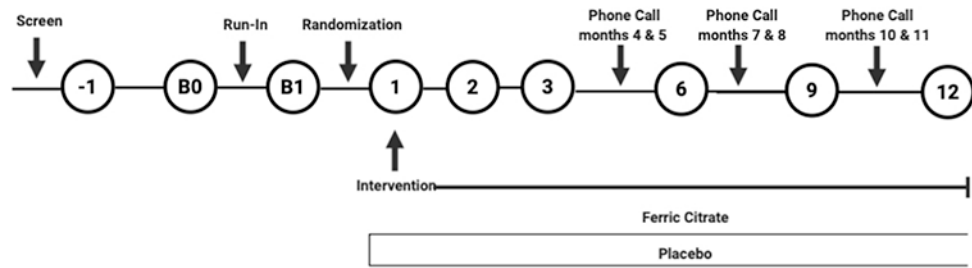 Screen
Run-In
Randomization
Phone Call
months 4 & 5
Phone Call
months 7 & 8
Phone Call
months 10 & 11
-1
B0
B1
1
2
3
6
9
12
Intervention
Ferric Citrate
Placebo